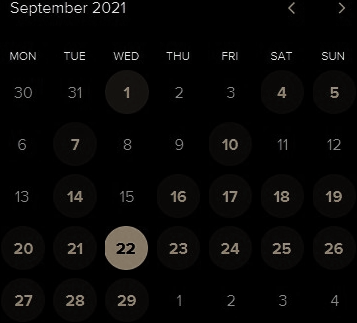 September 2021
MON TUE WED THU FRI SAT SUN
30 31 1 2 3 4 5
6 7 8 9 10 11 12
13 14 15 16 17 18 19
20 21 22 23 24 25 26
27 28 29 1 2 3 4